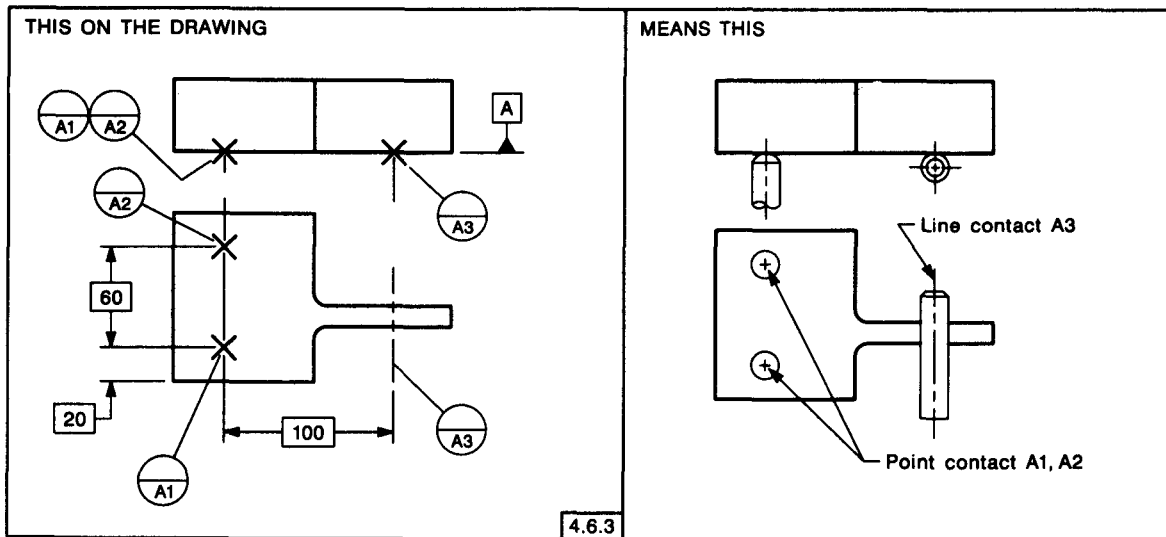 THIS ON THE DRAWING
A1 A2
A
A2
A3
60
20
100
A3
A1
4.6.3
MEANS THIS
Line contact A3
Point contact A1, A2